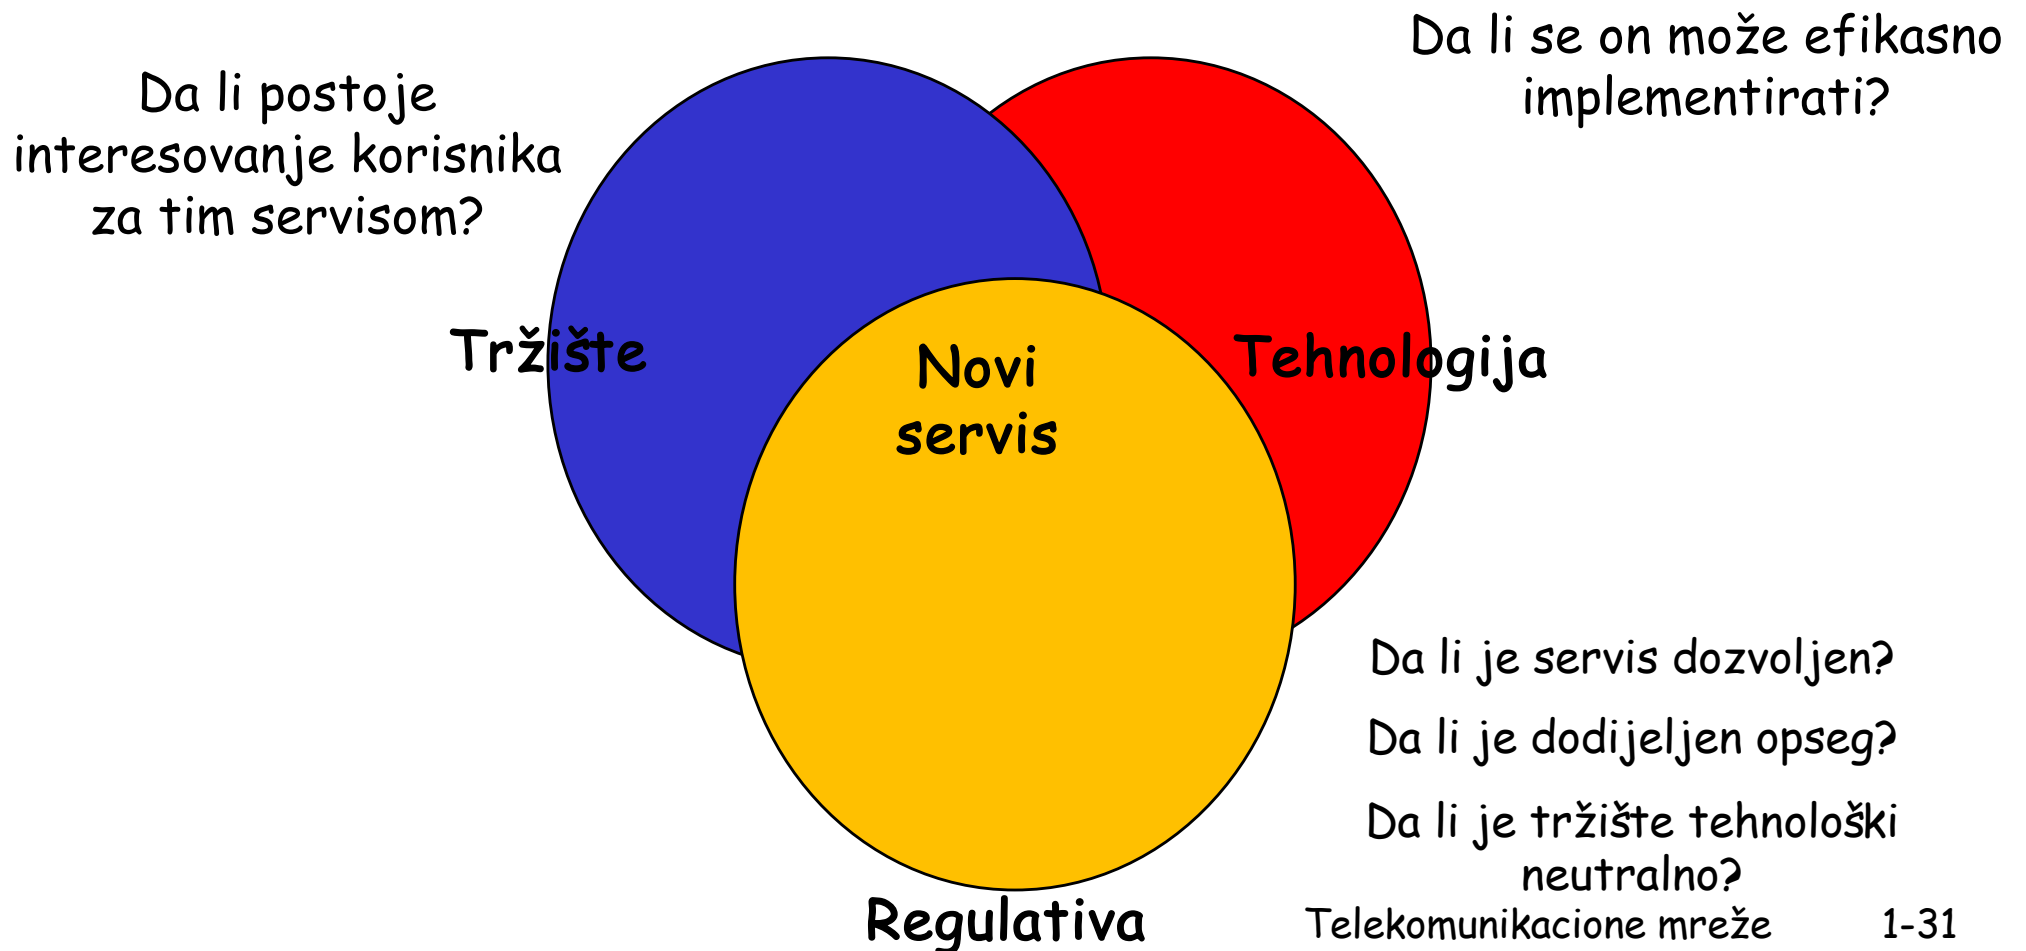 Da li postoje
interesovanje korisnika
za tim servisom?
Da li se on može efikasno
implementirati?
Tržište
Novi
servis
Tehnologija
Da li je servis dozvoljen?
Da li je dodijeljen opseg?
Da li je tržište tehnološki
neutralno?
Regulativa
Telekomunikacione mreže 1-31